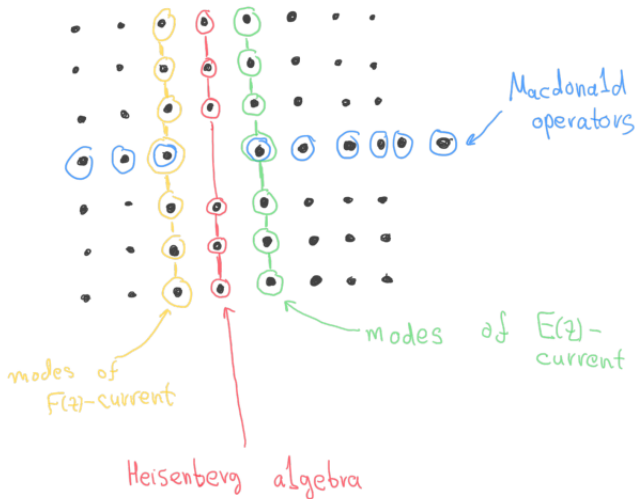 Macdonald
operators
modes of E(z)-
current
modes of
F(z)-current
Heisenberg algebra